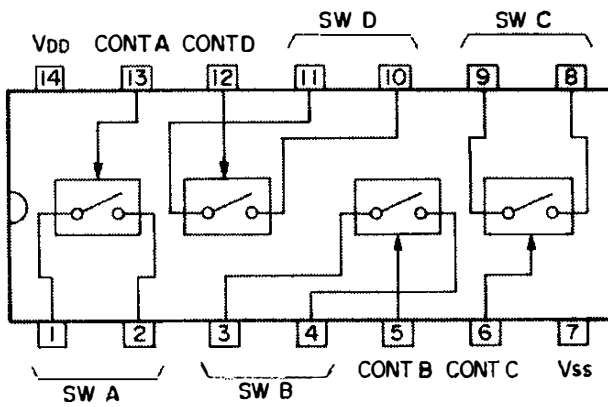 SW D SW C
VDD CONT A CONT D
14 13 12 11 10 9 8
1 2 3 4 5 6 7
CONT B CONT C Vss
SW A SW B